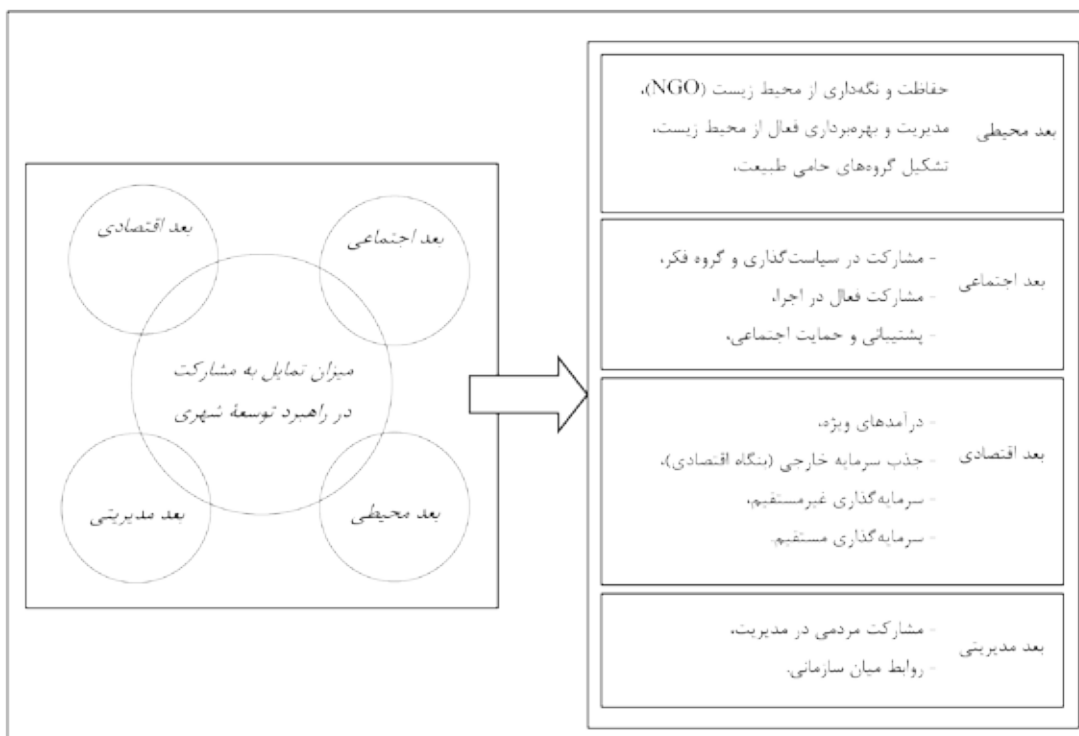 بعد اجتماعی
بعد اقتصادی
میزان تمایل به مشارکت
در راهبرد توسعهٔ شهری
بعد محیطی
بعد مدیریتی
بعد محیطی
حفاظت و نگه‌داری از محیط زیست (NGO)،
مدیریت و بهره‌برداری فعال از محیط زیست،
تشکیل گروه‌های حامی طبیعت،
بعد اجتماعی
- مشارکت در سیاست‌گذاری و گروه فکر،
- مشارکت فعال در اجرا،
- پشتیبانی و حمایت اجتماعی،
بعد اقتصادی
- درآمدهای ویژه،
- جذب سرمایه خارجی (بنگاه اقتصادی)،
- سرمایه‌گذاری غیرمستقیم،
- سرمایه‌گذاری مستقیم.
بعد مدیریتی
- مشارکت مردمی در مدیریت،
- روابط میان سازمانی.